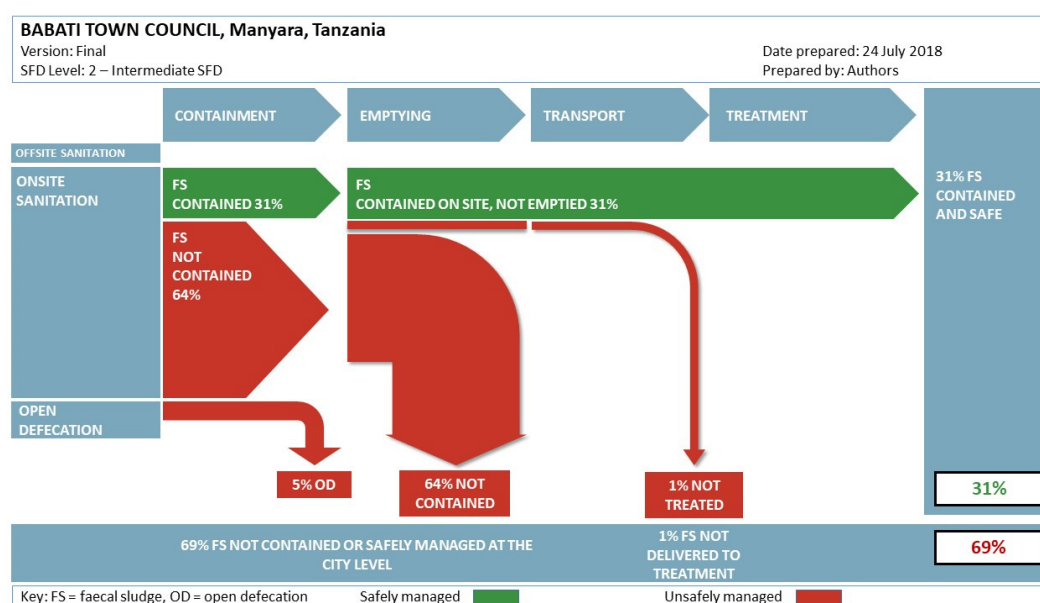 BABATI TOWN COUNCIL, Manyara, Tanzania
Version: Final
Date prepared: 24 July 2018
SFD Level: 2 – Intermediate SFD
Prepared by: Authors
CONTAINMENT
EMPTYING
TRANSPORT
TREATMENT
OFFSITE SANITATION
ONSITE
SANITATION
FS
CONTAINED 31%
FS
CONTAINED ON SITE, NOT EMPTIED 31%
31% FS
CONTAINED
AND SAFE
FS
NOT
CONTAINED
64%
OPEN
DEFECATION
5% OD
64% NOT
CONTAINED
1% NOT
TREATED
31%
69% FS NOT CONTAINED OR SAFELY MANAGED AT THE
CITY LEVEL
1% FS NOT
DELIVERED TO
TREATMENT
69%
Key: FS = faecal sludge, OD = open defecation
Safely managed
Unsafely managed